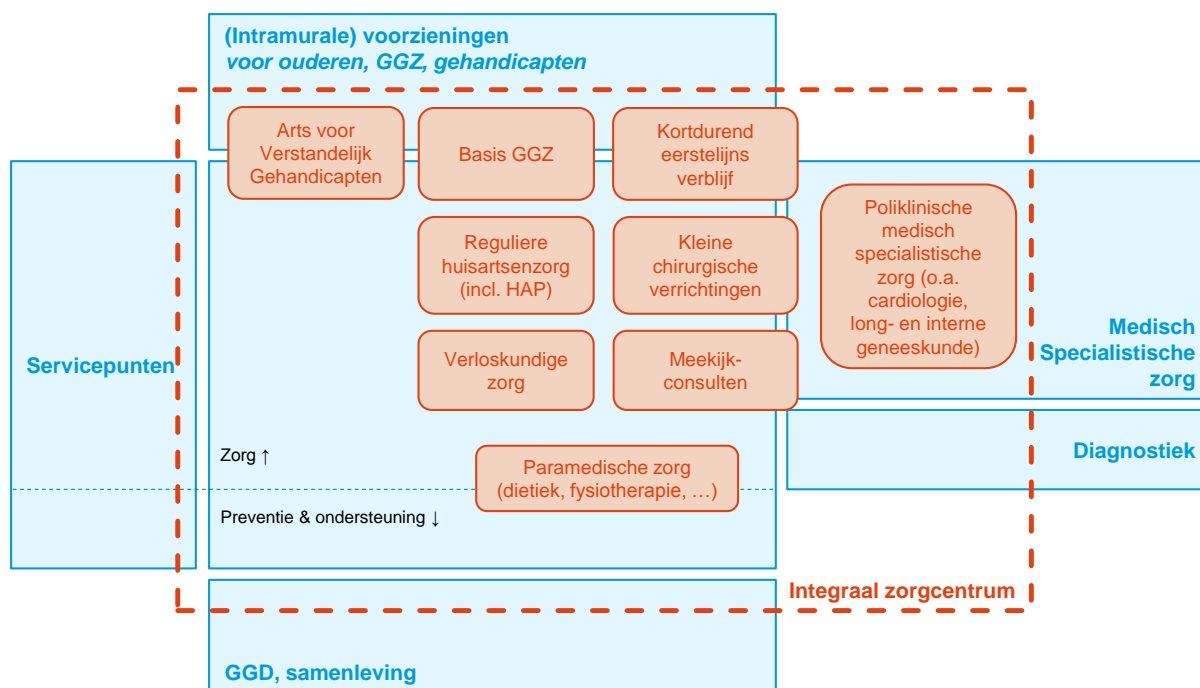 (Intramurale) voorzieningen
voor ouderen, GGZ, gehandicapten
Arts voor
Verstandelijk
Gehandicapten
Basis GGZ
Kortdurend
eerstelijns
verblijf
Reguliere
huisartsenzorg
(incl. HAP)
Kleine
chirurgische
verrichtingen
Poliklinische
medisch
specialistische
zorg (o.a.
cardiologie,
long- en interne
geneeskunde)
Servicepunten
Verloskundige
zorg
Meekijk-
consulten
Medisch
Specialistische
zorg
Zorg ↑
Paramedische zorg
(dietiek, fysiotherapie, …)
Diagnostiek
Preventie & ondersteuning ↓
Integraal zorgcentrum
GGD, samenleving